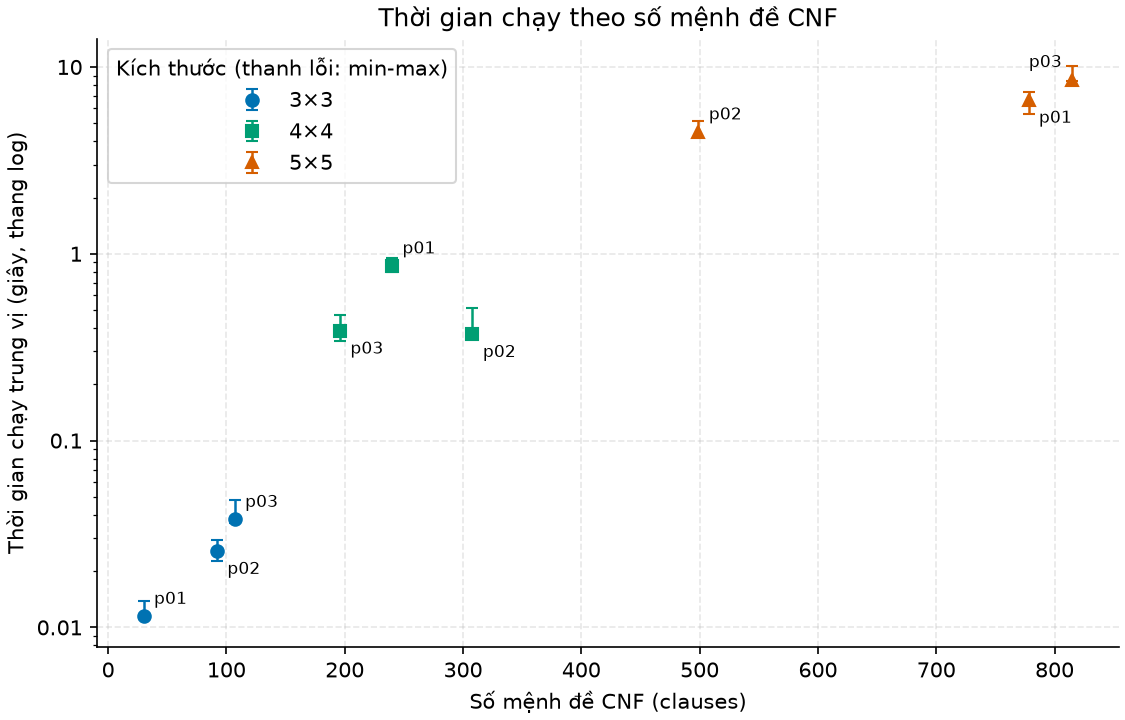 Thời gian chạy theo số mệnh đề CNF
Thời gian chạy trung vị (giây, thang log)
10
1
0.1
0.01
Kích thước (thanh lỗi: min-max)
3×3
4×4
5×5
p03
p02
p01
p01
p03
p02
p03
p02
p01
0
100
200
300
400
500
600
700
800
Số mệnh đề CNF (clauses)